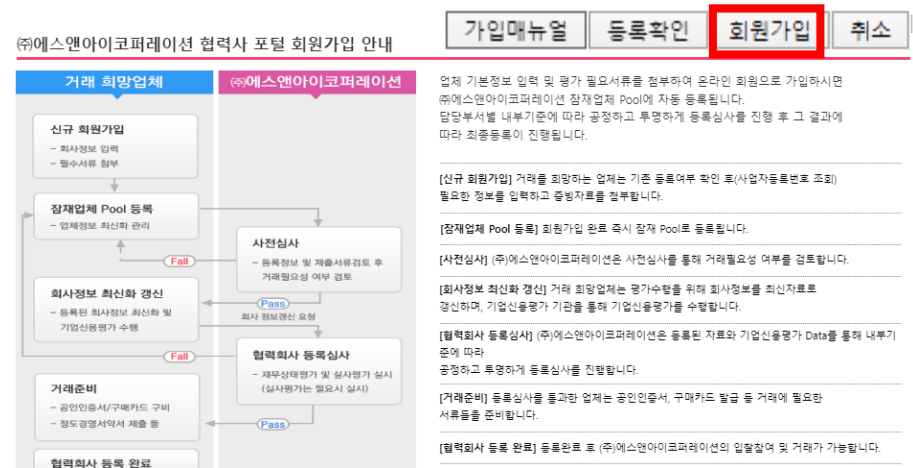 ㈜에스앤아이코퍼레이션 협력사 포털 회원가입 안내
가입매뉴얼 등록확인 회원가입 취소
거래 희망업체
㈜에스앤아이코퍼레이션
신규 회원가입
- 회사정보 입력
- 필수서류 첨부
잠재업체 Pool 등록
- 업체정보 최신화 관리
사전심사
- 등록정보 및 제출서류검토 후
거래필요성 여부 검토
Fail
회사정보 최신화 갱신
- 등록된 회사정보 최신화 및
기업신용평가 수행
Pass
회사 정보갱신 요청
협력회사 등록심사
- 재무상태평가 및 실사평가 실시
(실사평가는 필요시 실시)
Fail
거래준비
- 공인인증서/구매카드 구비
- 정도경영서약서 제출 등
Pass
협력회사 등록 완료
업체 기본정보 입력 및 평가 필요서류를 첨부하여 온라인 회원으로 가입하시면
㈜에스앤아이코퍼레이션 잠재업체 Pool에 자동 등록됩니다.
담당부서별 내부기준에 따라 공정하고 투명하게 등록심사를 진행 후 그 결과에
따라 최종등록이 진행됩니다.
[신규 회원가입] 거래를 희망하는 업체는 기존 등록여부 확인 후(사업자등록번호 조회)
필요한 정보를 입력하고 증빙자료를 첨부합니다.
[잠재업체 Pool 등록] 회원가입 완료 즉시 잠재 Pool로 등록됩니다.
[사전심사] (주)에스앤아이코퍼레이션은 사전심사를 통해 거래필요성 여부를 검토합니다.
[회사정보 최신화 갱신] 거래 희망업체는 평가수행을 위해 회사정보를 최신자료로
갱신하며, 기업신용평가 기관을 통해 기업신용평가를 수행합니다.
[협력회사 등록심사] (주)에스앤아이코퍼레이션은 등록된 자료와 기업신용평가 Data를 통해 내부기
준에 따라
공정하고 투명하게 등록심사를 진행합니다.
[거래준비] 등록심사를 통과한 업체는 공인인증서, 구매카드 발급 등 거래에 필요한
서류들을 준비합니다.
[협력회사 등록 완료] 등록완료 후 (주)에스앤아이코퍼레이션의 입찰참여 및 거래가 가능합니다.